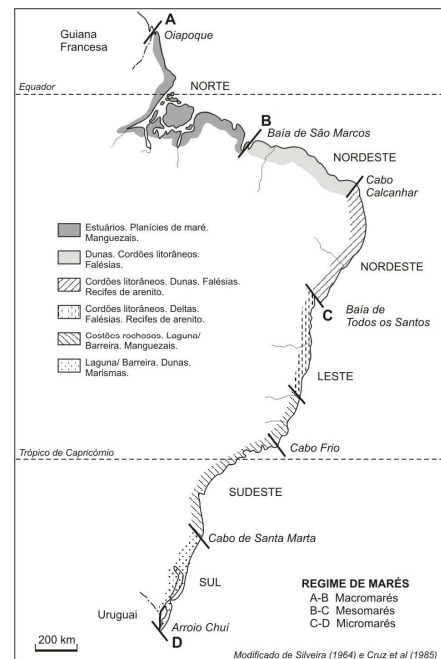 A
Guiana
Francesa
Oiapoque
Equador
NORTE
B
Baía de São Marcos
NORDESTE
Cabo
Calcanhar
Estuários. Planícies de maré.
Manguezais.
Dunas. Cordões litorâneos.
Falésias.
Cordões litorâneos. Dunas. Falésias.
Recifes de arenito.
Cordões litorâneos. Deltas.
Falésias. Recifes de arenito.
Costões rochosos. Laguna/
Barreira. Manguezais.
Laguna/ Barreira. Dunas.
Marismas.
NORDESTE
C
Baía de
Todos os Santos
LESTE
Cabo Frio
Trópico de Capricórnio
SUDESTE
Cabo de Santa Marta
SUL
Uruguai
Arroio Chuí
D
200 km
REGIME DE MARÉS
A-B Macromarés
B-C Mesomarés
C-D Micromarés
Modificado de Silveira (1964) e Cruz et al (1985)